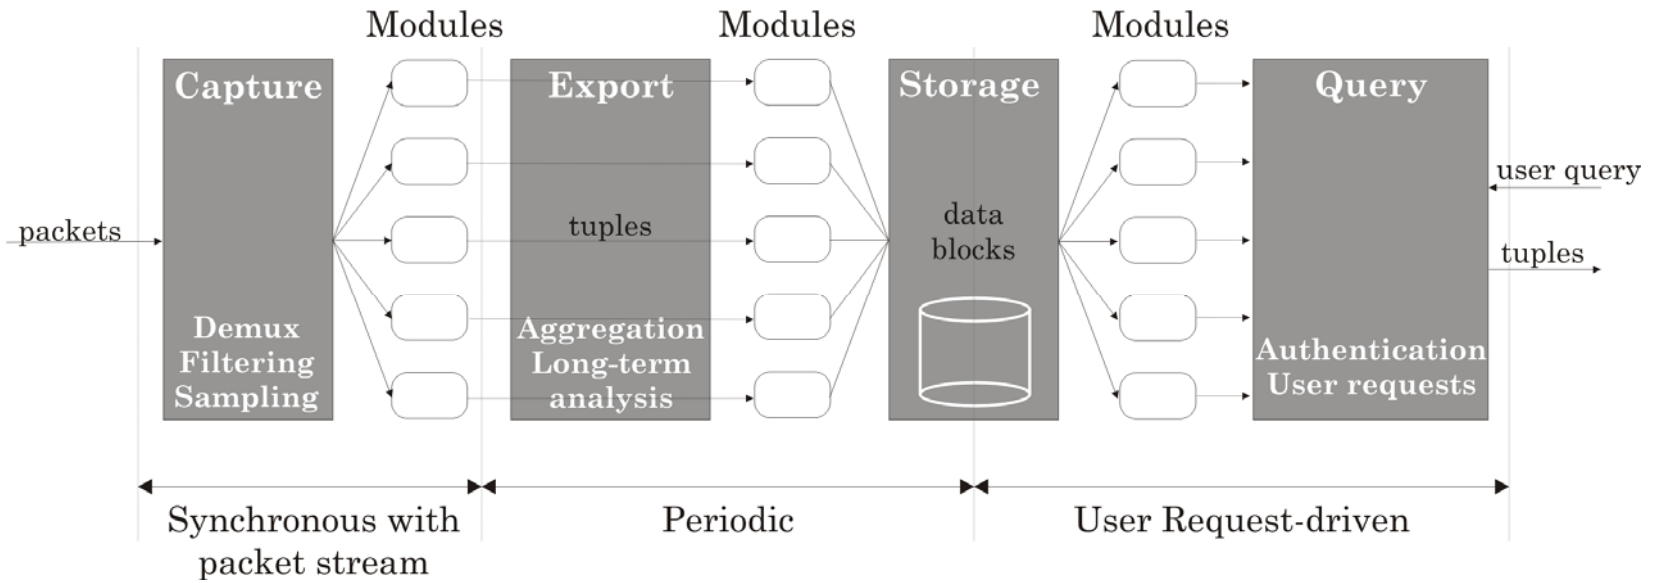 Modules
Modules
Modules
Capture
Export
Storage
Query
packets
tuples
data
blocks
user query
tuples
Demux
Filtering
Sampling
Aggregation
Long-term
analysis
Authentication
User requests
Synchronous with
packet stream
Periodic
User Request-driven